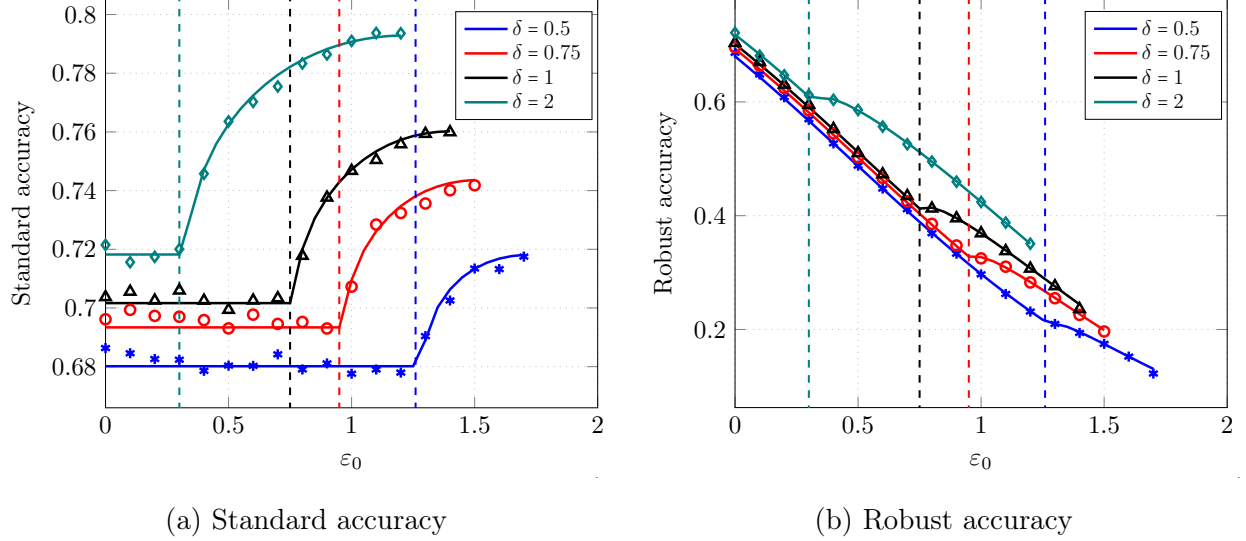 0.8
0.78
0.76
0.74
0.72
0.7
0.68
Standard accuracy
0
0.5
1
1.5
2
ε₀
δ = 0.5
δ = 0.75
δ = 1
δ = 2
(a) Standard accuracy
0.6
0.4
0.2
Robust accuracy
0
0.5
1
1.5
2
ε₀
δ = 0.5
δ = 0.75
δ = 1
δ = 2
(b) Robust accuracy